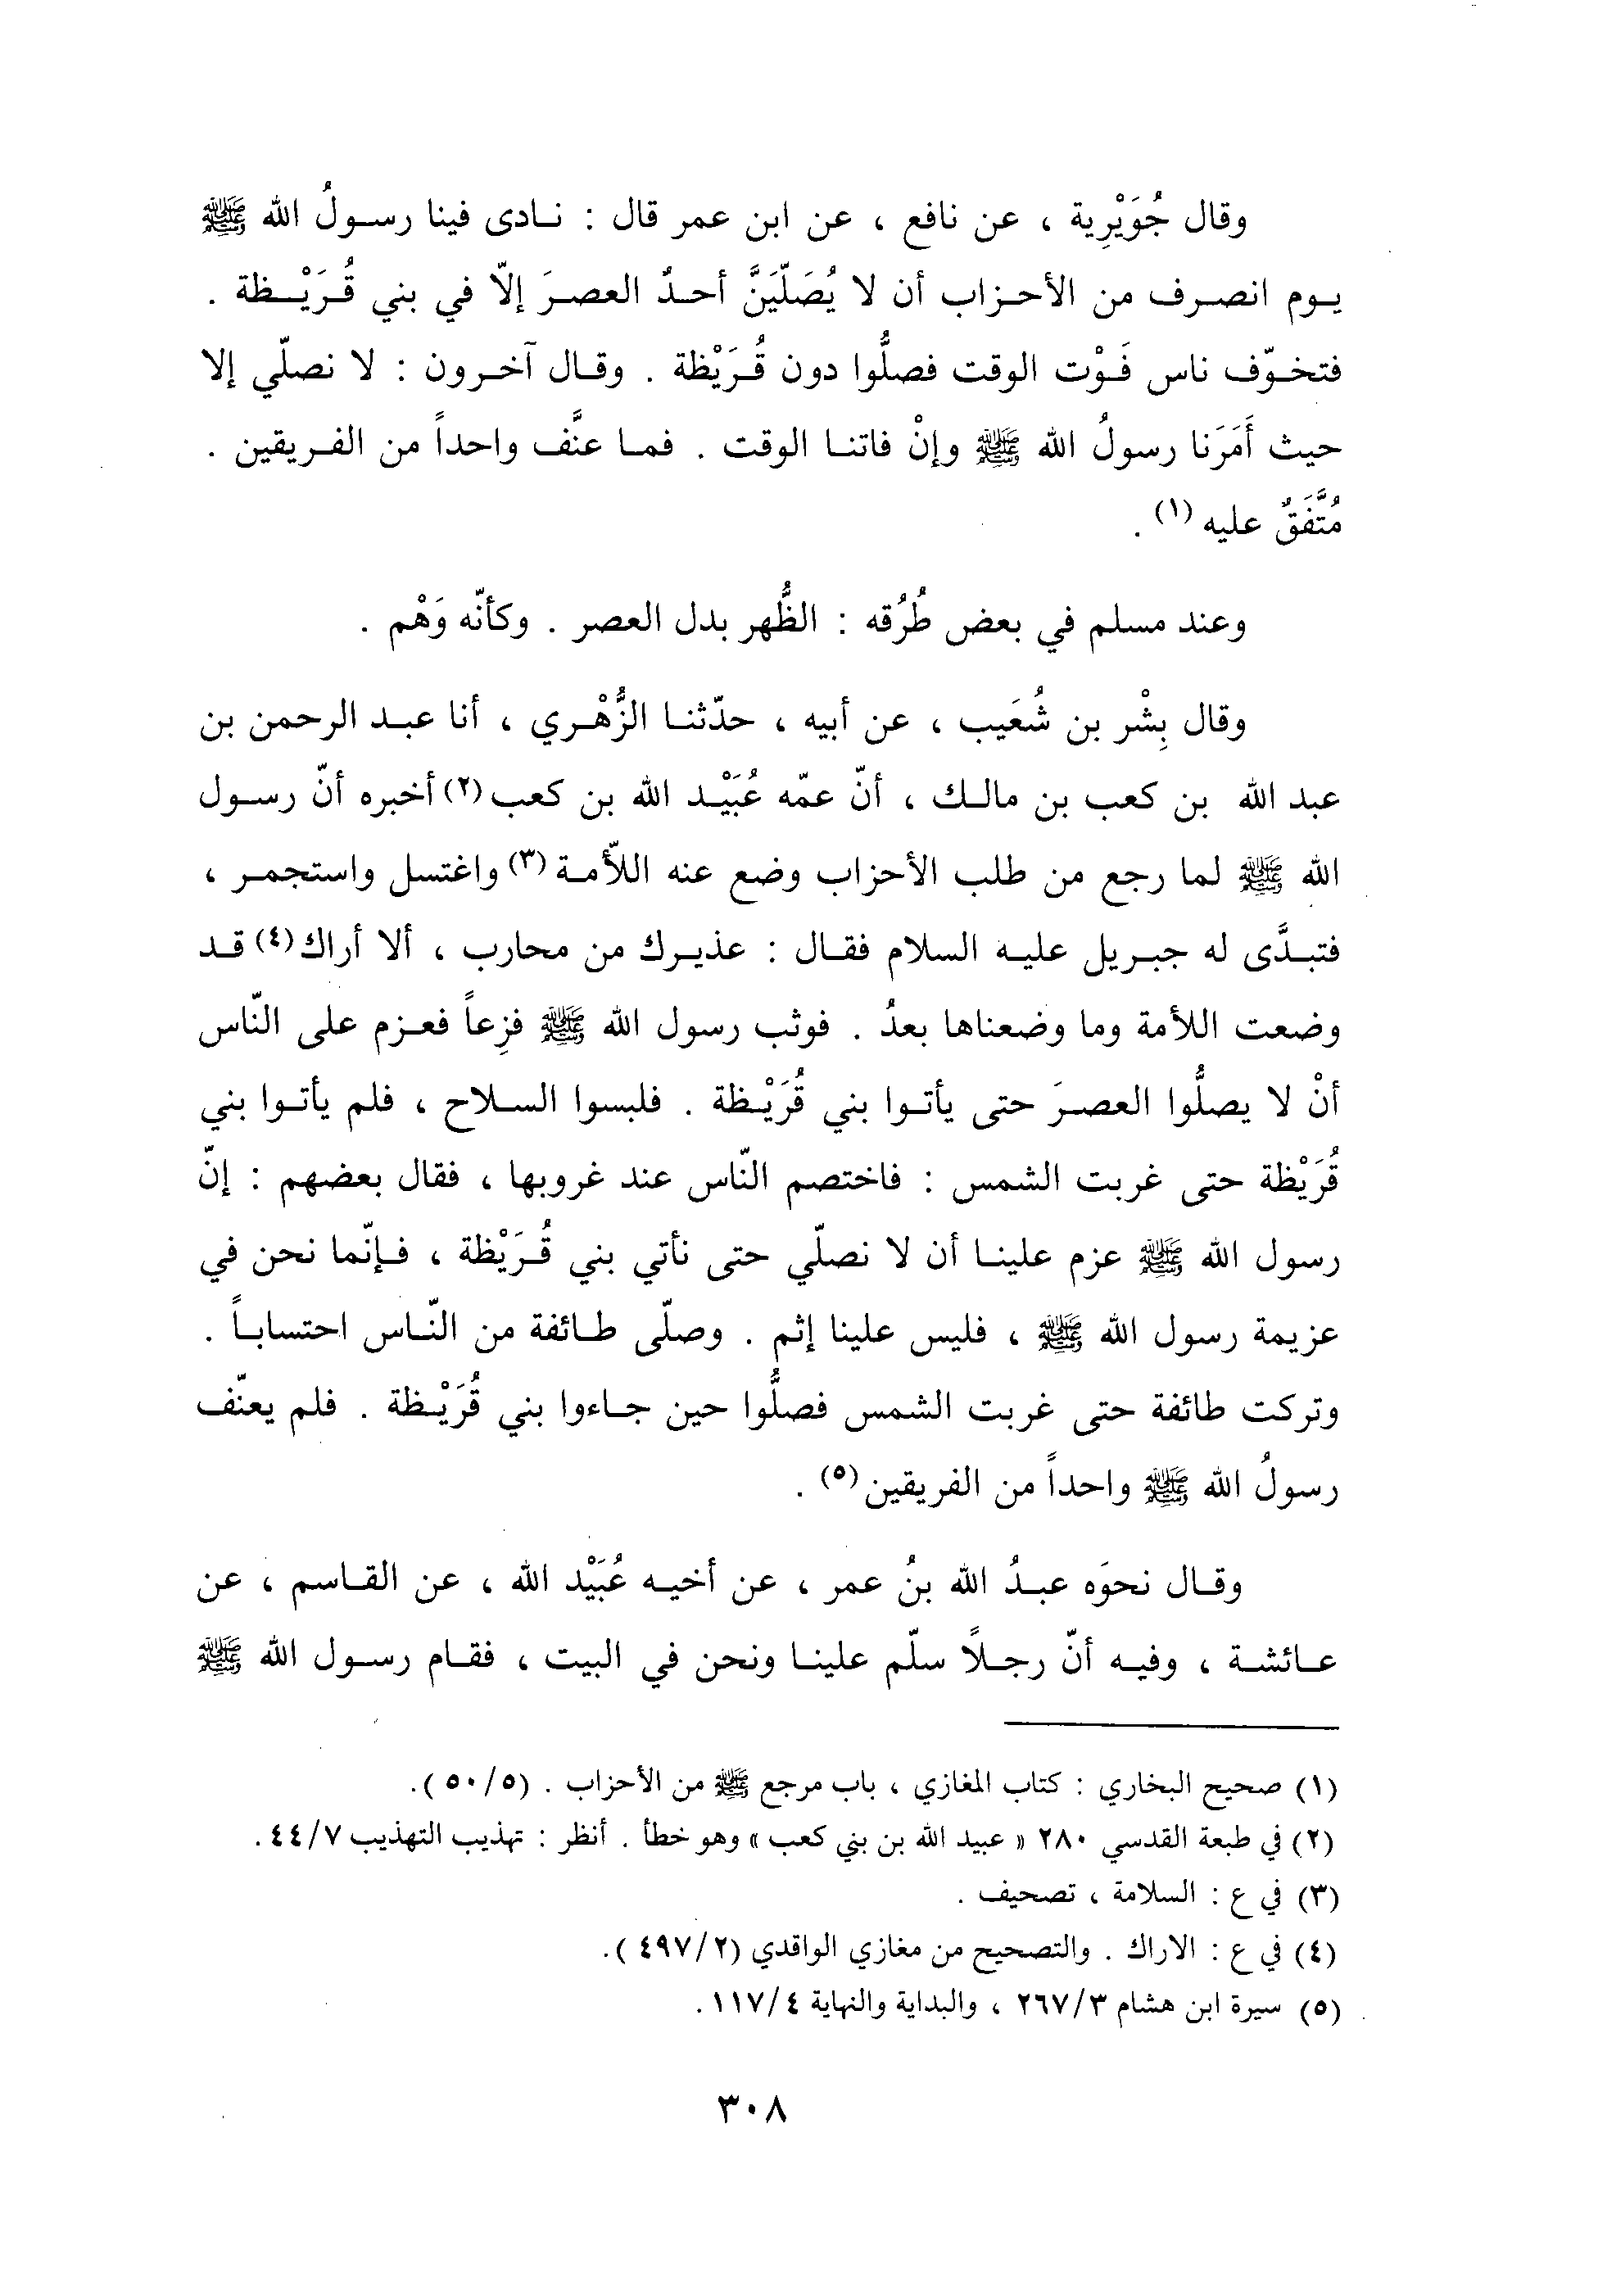 وقال جُوَيْرِية ، عن نافع ، عن ابن عمر قال : نادى فينا رسولُ الله ﷺ
يوم انصرف من الأحزاب أن لا يُصَلّيَنَّ أحدٌ العصرَ إلاّ في بني قُرَيْظة .
فتخوّف ناس فَوْت الوقت فصلُّوا دون قُرَيْظة . وقال آخرون : لا نصلّي إلا
حيث أَمَرَنا رسولُ الله ﷺ وإنْ فاتنا الوقت . فما عنَّف واحداً من الفريقين .
مُتَّفَقٌ عليه (١) .
وعند مسلم في بعض طُرُقه : الظُّهر بدل العصر . وكأنّه وَهْم .
وقال بِشْر بن شُعَيب ، عن أبيه ، حدّثنا الزُّهْري ، أنا عبد الرحمن بن
عبد الله بن كعب بن مالك ، أنّ عمّه عُبَيْد الله بن كعب (٢) أخبره أنّ رسول
الله ﷺ لما رجع من طلب الأحزاب وضع عنه اللّأمة (٣) واغتسل واستجمر ،
فتبدَّى له جبريل عليه السلام فقال : عذيرك من محارب ، ألا أراك (٤) قد
وضعت اللأمة وما وضعناها بعدُ . فوثب رسول الله ﷺ فزِعاً فعزم على النّاس
أنْ لا يصلُّوا العصرَ حتى يأتوا بني قُرَيْظة . فلبسوا السلاح ، فلم يأتوا بني
قُرَيْظة حتى غربت الشمس : فاختصم النّاس عند غروبها ، فقال بعضهم : إنّ
رسول الله ﷺ عزم علينا أن لا نصلّي حتى نأتي بني قُرَيْظة ، فإنّما نحن في
عزيمة رسول الله ﷺ ، فليس علينا إثم . وصلّى طائفة من النّاس احتساباً .
وتركت طائفة حتى غربت الشمس فصلُّوا حين جاءوا بني قُرَيْظة . فلم يعنّف
رسولُ الله ﷺ واحداً من الفريقين (٥) .
وقال نحوَه عبدُ الله بنُ عمر ، عن أخيه عُبَيْد الله ، عن القاسم ، عن
عائشة ، وفيه أنّ رجلاً سلّم علينا ونحن في البيت ، فقام رسول الله ﷺ
(١) صحيح البخاري : كتاب المغازي ، باب مرجع ﷺ من الأحزاب . (٥٠/٥).
(٢) في طبعة القدسي ٢٨٠ « عبيد الله بن بني كعب » وهو خطأ . أنظر : تهذيب التهذيب ٤٤/٧.
(٣) في ع : السلامة ، تصحيف .
(٤) في ع : الاراك . والتصحيح من مغازي الواقدي (٤٩٧/٢).
(٥) سيرة ابن هشام ٢٦٧/٣ ، والبداية والنهاية ١١٧/٤.
٣٠٨